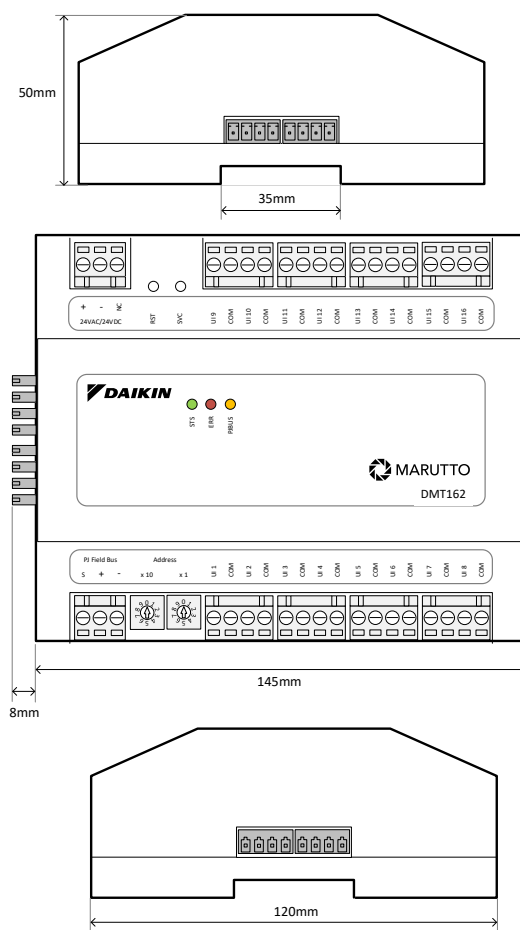 50mm
35mm
+ - NC
24VAC/24VDC
RST
SVC
UI 9 COM UI 10 COM UI 11 COM UI 12 COM UI 13 COM UI 14 COM UI 15 COM UI 16 COM
DAIKIN
STS
ERR
PJBUS
MARUTTO
DMT162
PJ Field Bus Address
S + - x 10 x 1 UI 1 COM UI 2 COM UI 3 COM UI 4 COM UI 5 COM UI 6 COM UI 7 COM UI 8 COM
145mm
8mm
120mm